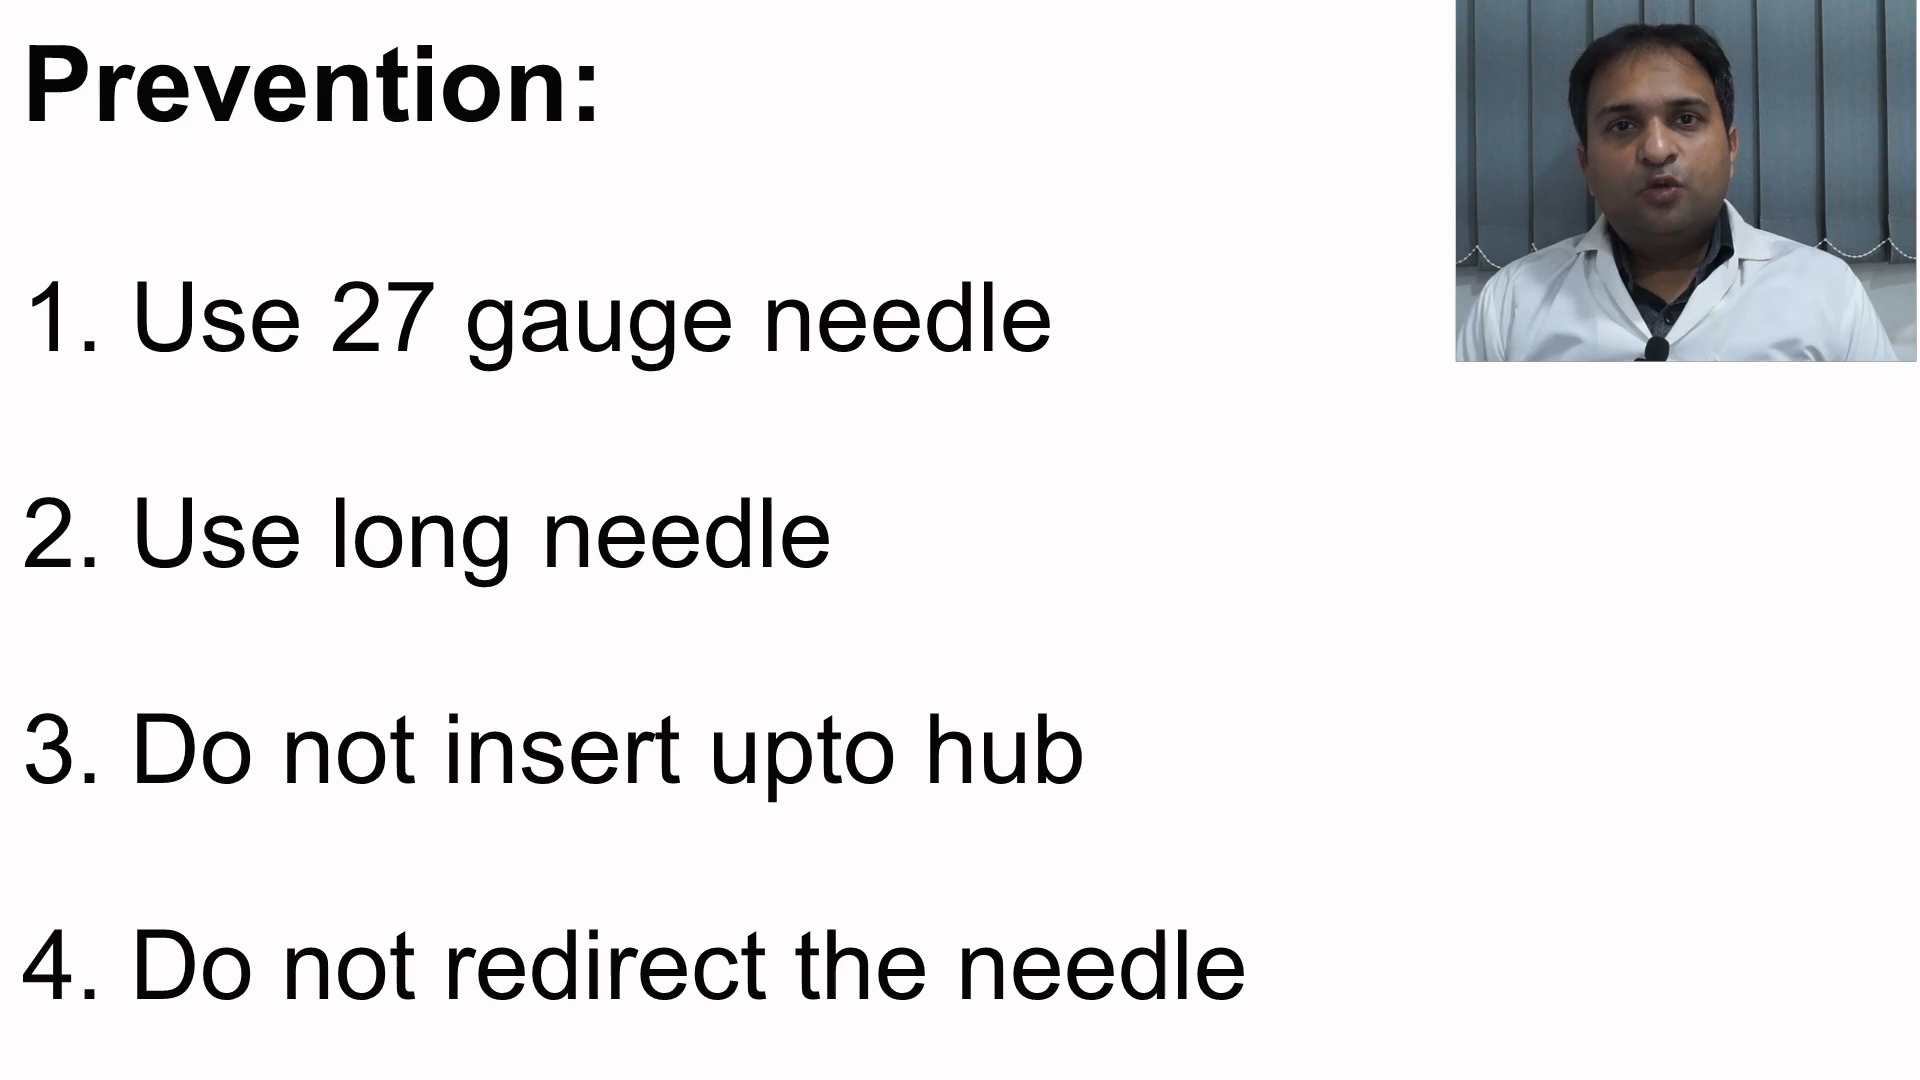 Prevention:
1. Use 27 gauge needle
2. Use long needle
3. Do not insert upto hub
4. Do not redirect the needle